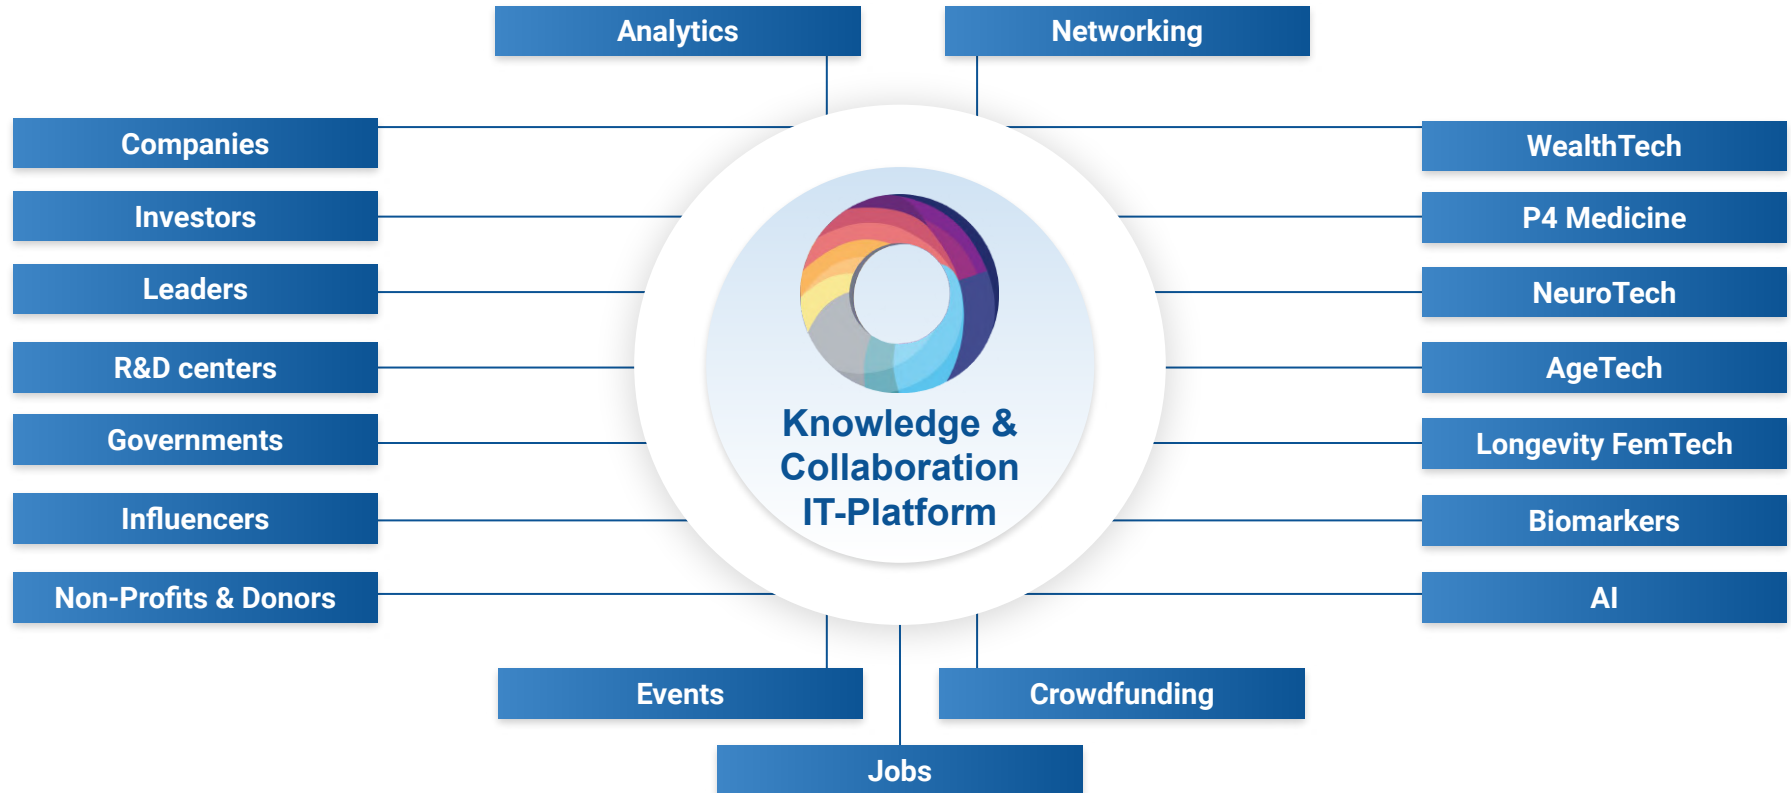 Analytics
Networking
Companies
Investors
Leaders
R&D centers
Governments
Influencers
Non-Profits & Donors
Knowledge &
Collaboration
IT-Platform
WealthTech
P4 Medicine
NeuroTech
AgeTech
Longevity FemTech
Biomarkers
AI
Events
Crowdfunding
Jobs